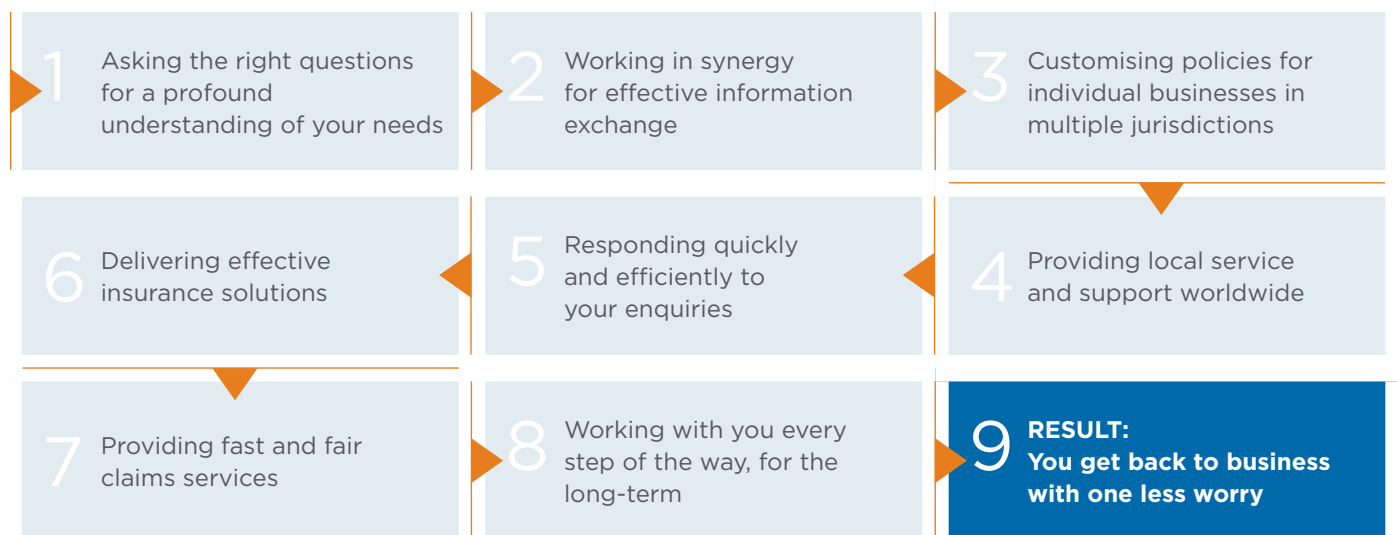 1
Asking the right questions
for a profound
understanding of your needs
2
Working in synergy
for effective information
exchange
3
Customising policies for
individual businesses in
multiple jurisdictions
4
Providing local service
and support worldwide
5
Responding quickly
and efficiently to
your enquiries
6
Delivering effective
insurance solutions
7
Providing fast and fair
claims services
8
Working with you every
step of the way, for the
long-term
9
RESULT:
You get back to business
with one less worry